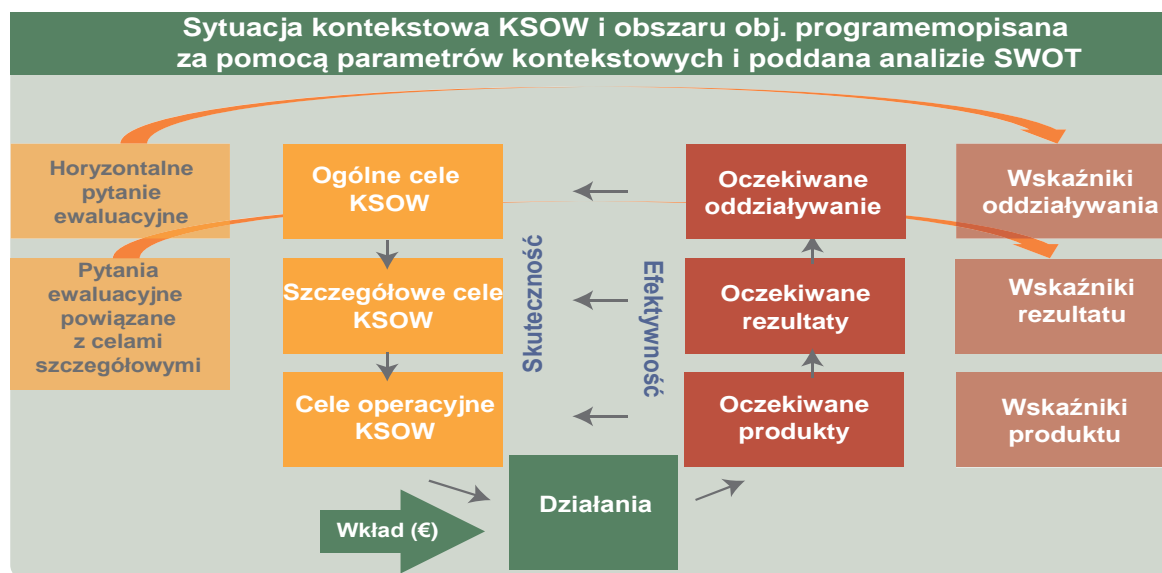 Sytuacja kontekstowa KSOW i obszaru obj. programemopisana
za pomocą parametrów kontekstowych i poddana analizie SWOT
Horyzontalne
pytanie
ewaluacyjne
Ogólne cele
KSOW
Oczekiwane
oddziaływanie
Wskaźniki
oddziaływania
Pytania
ewaluacyjne
powiązane
z celami
szczegółowymi
Szczegółowe cele
KSOW
Skuteczność
Efektywność
Oczekiwane
rezultaty
Wskaźniki
rezultatu
Cele operacyjne
KSOW
Oczekiwane
produkty
Wskaźniki
produktu
Wkład (€)
Działania